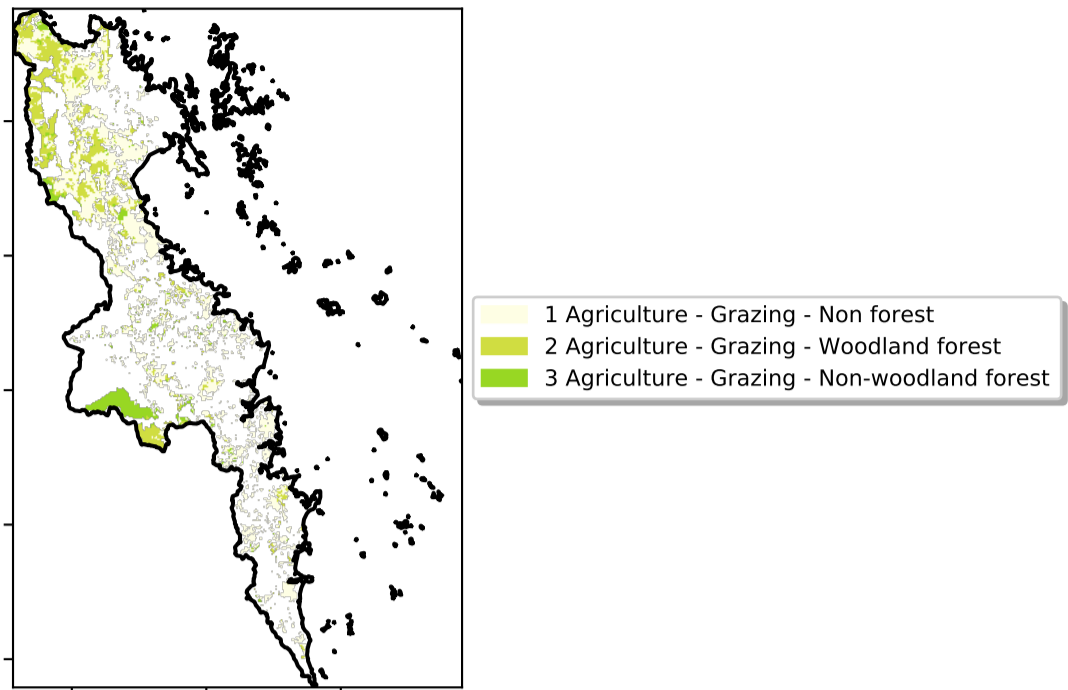 1 Agriculture - Grazing - Non forest
2 Agriculture - Grazing - Woodland forest
3 Agriculture - Grazing - Non-woodland forest